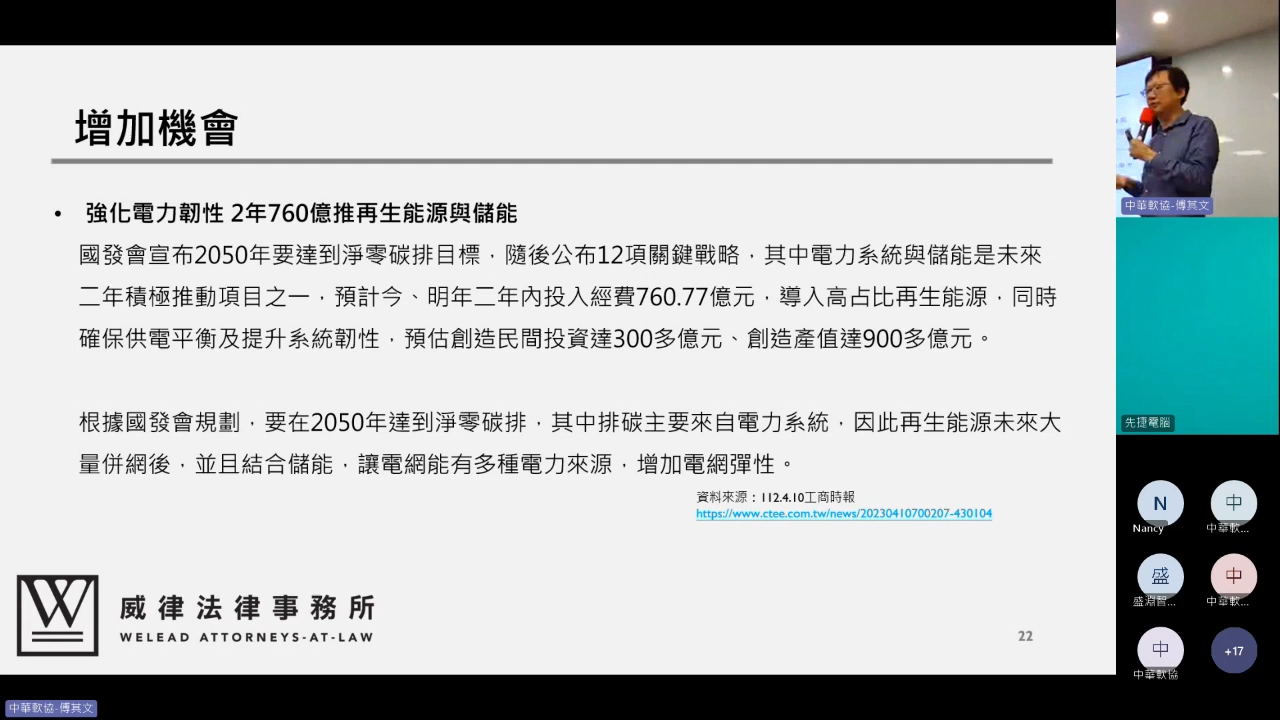 增加機會
• 強化電力韌性 2年760億推再生能源與儲能
國發會宣布2050年要達到淨零碳排目標，隨後公布12項關鍵戰略，其中電力系統與儲能是未來
二年積極推動項目之一，預計今、明年二年內投入經費760.77億元，導入高占比再生能源，同時
確保供電平衡及提升系統韌性，預估創造民間投資達300多億元、創造產值達900多億元。
根據國發會規劃，要在2050年達到淨零碳排，其中排碳主要來自電力系統，因此再生能源未來大
量併網後，並且結合儲能，讓電網能有多種電力來源，增加電網彈性。
資料來源：112.4.10工商時報
https://www.ctee.com.tw/news/20230410700207-430104
W
威律法律事務所
WELEAD ATTORNEYS-AT-LAW
22
中華軟協-傅其文
中華軟協-傅其文
先捷電腦
N
Nancy
中
中華軟...
盛
盛淵智...
中
中華軟...
中
中華軟協
+17